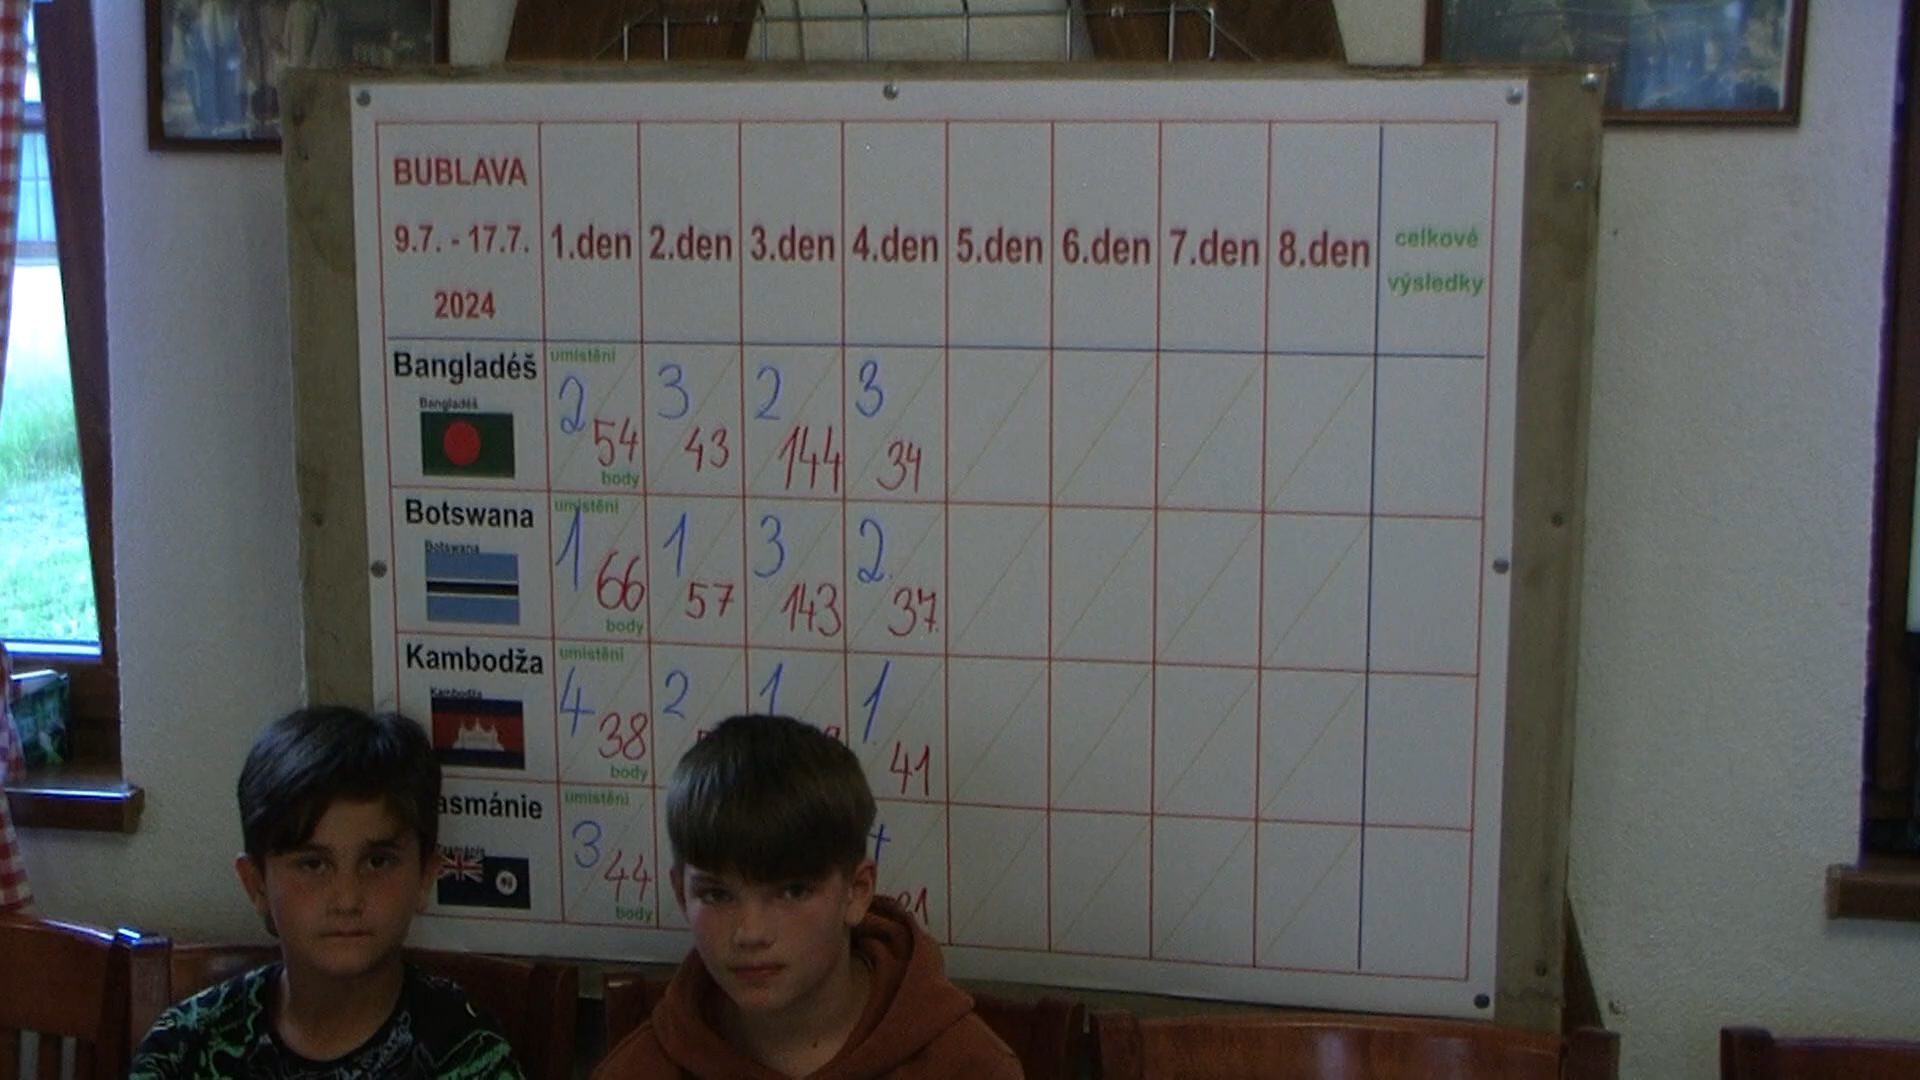 BUBLAVA
9.7. - 17.7.
2024
1.den 2.den 3.den 4.den 5.den 6.den 7.den 8.den
celkové
výsledky
Bangladéš
Bangladéš
umístění
2 3 2 3
54 43 144 34
body
Botswana
Botswana
umístění
1 1 3 2.
66 57 143 37.
body
Kambodža
Kambodža
umístění
4 2 1 1
38 41
body
asmánie
umístění
3
44
body